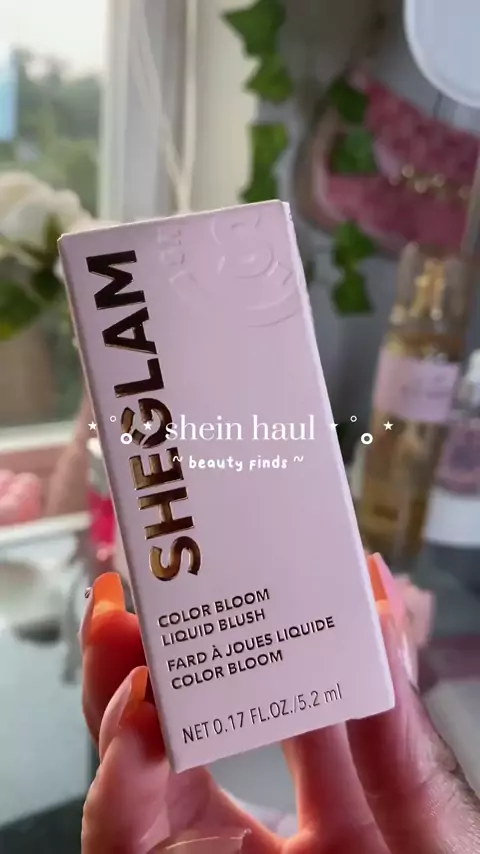 SHEGLAM
⋆ ˚。⋆ shein haul ⋆ ˚。⋆
~ beauty finds ~
COLOR BLOOM
LIQUID BLUSH
FARD À JOUES LIQUIDE
COLOR BLOOM
NET 0.17 FL.OZ./5.2 ml